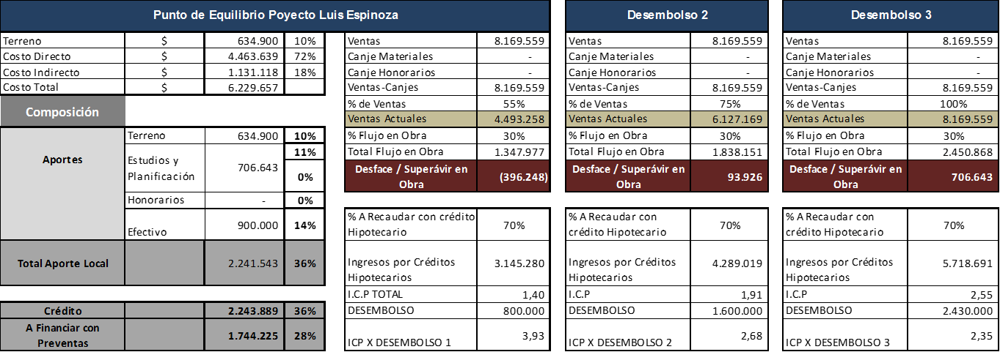 Punto de Equilibrio Poyecto Luis Espinoza
Terreno $ 634.900 10%
Costo Directo $ 4.463.639 72%
Costo Indirecto $ 1.131.118 18%
Costo Total $ 6.229.657
Composición
Aportes
Terreno 634.900 10%
Estudios y
Planificación
706.643
11%
0%
Honorarios - 0%
Efectivo 900.000 14%
Total Aporte Local 2.241.543 36%
Crédito 2.243.889 36%
A Financiar con
Preventas
1.744.225 28%
Ventas 8.169.559
Canje Materiales -
Canje Honorarios -
Ventas-Canjes 8.169.559
% de Ventas 55%
Ventas Actuales 4.493.258
% Flujo en Obra 30%
Total Flujo en Obra 1.347.977
Desface / Superávir en
Obra
(396.248)
% A Recaudar con crédito
Hipotecario
70%
Ingresos por Créditos
Hipotecarios
3.145.280
I.C.P TOTAL 1,40
DESEMBOLSO 800.000
ICP X DESEMBOLSO 1 3,93
Desembolso 2
Ventas 8.169.559
Canje Materiales -
Canje Honorarios -
Ventas-Canjes 8.169.559
% de Ventas 75%
Ventas Actuales 6.127.169
% Flujo en Obra 30%
Total Flujo en Obra 1.838.151
Desface / Superávir en
Obra
93.926
% A Recaudar con
crédito Hipotecario
70%
Ingresos por Créditos
Hipotecarios
4.289.019
I.C.P 1,91
DESEMBOLSO 1.600.000
ICP X DESEMBOLSO 2 2,68
Desembolso 3
Ventas 8.169.559
Canje Materiales -
Canje Honorarios -
Ventas-Canjes 8.169.559
% de Ventas 100%
Ventas Actuales 8.169.559
% Flujo en Obra 30%
Total Flujo en Obra 2.450.868
Desface / Superávir en
Obra
706.643
% A Recaudar con
crédito Hipotecario
70%
Ingresos por Créditos
Hipotecarios
5.718.691
I.C.P 2,55
DESEMBOLSO 2.430.000
ICP X DESEMBOLSO 3 2,35